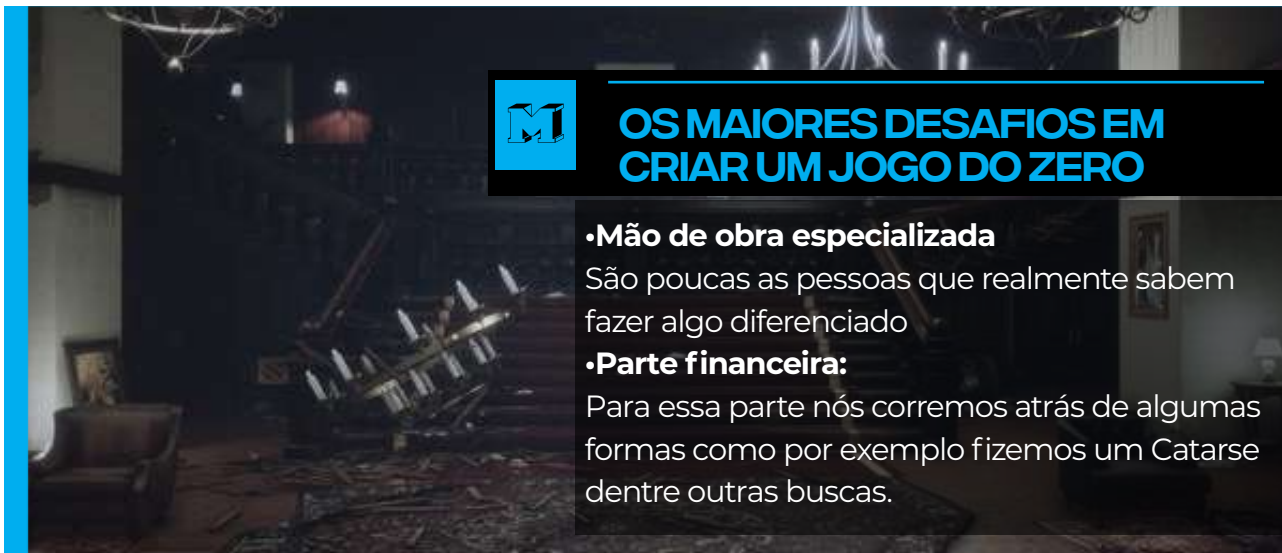 M
OS MAIORES DESAFIOS EM
CRIAR UM JOGO DO ZERO
•Mão de obra especializada
São poucas as pessoas que realmente sabem
fazer algo diferenciado
•Parte financeira:
Para essa parte nós corremos atrás de algumas
formas como por exemplo fizemos um Catarse
dentre outras buscas.